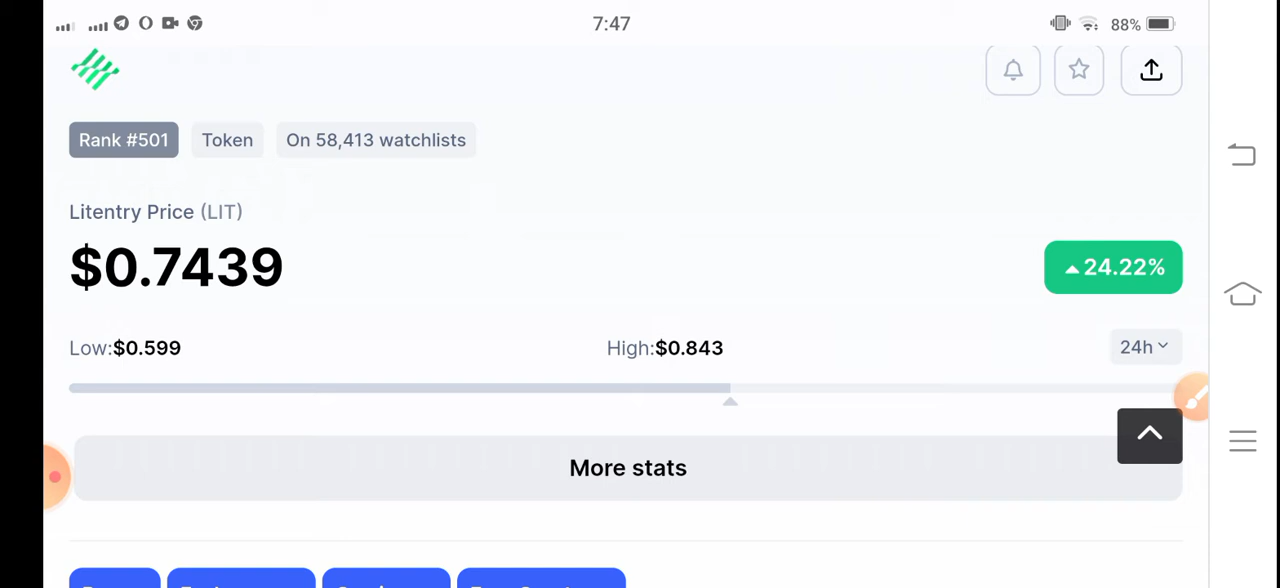 7:47
88%
Rank #501 Token On 58,413 watchlists
Litentry Price (LIT)
$0.7439
24.22%
Low:$0.599 High:$0.843 24h
More stats